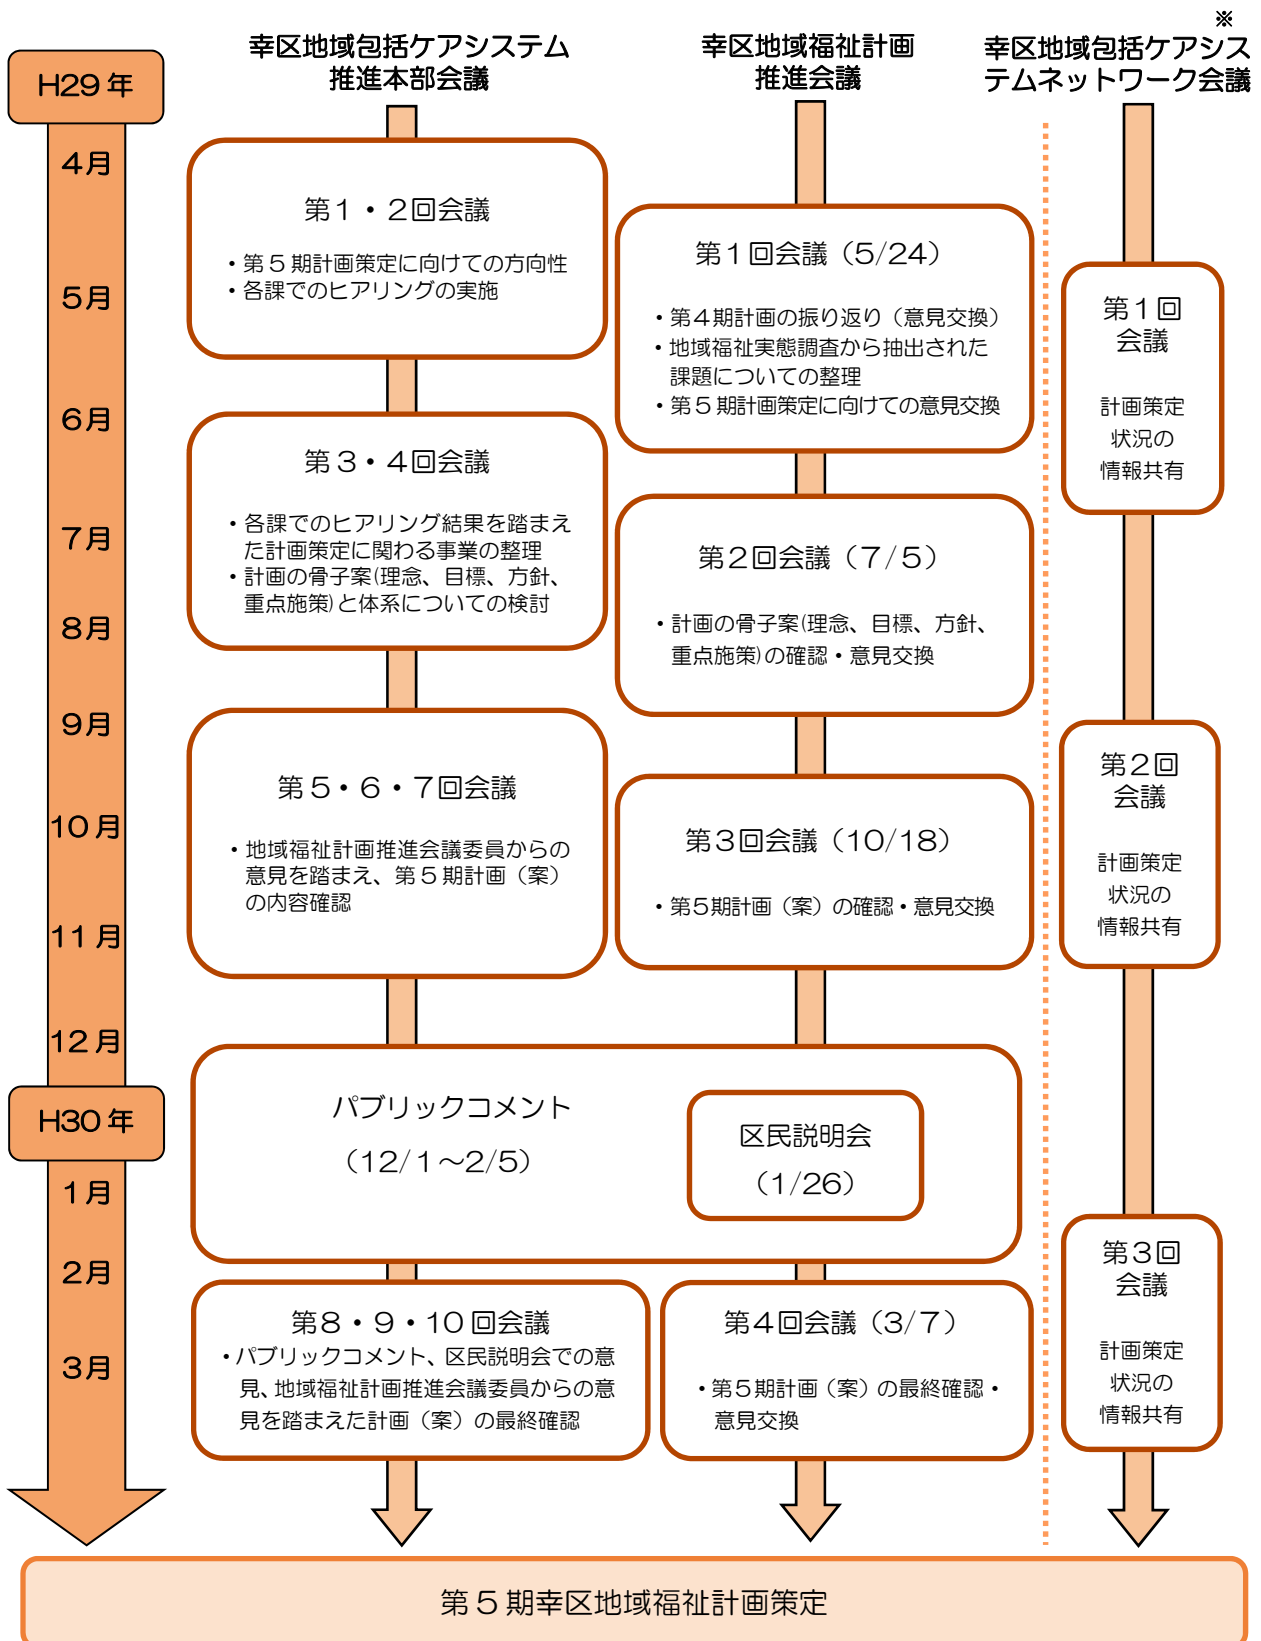 ※
幸区地域包括ケアシステム
推進本部会議
幸区地域福祉計画
推進会議
幸区地域包括ケアシス
テムネットワーク会議
H29年
4月
5月
6月
7月
8月
9月
10月
11月
12月
H30年
1月
2月
3月
第1・2回会議
・第5期計画策定に向けての方向性
・各課でのヒアリングの実施
第3・4回会議
・各課でのヒアリング結果を踏まえ
た計画策定に関わる事業の整理
・計画の骨子案(理念、目標、方針、
重点施策)と体系についての検討
第5・6・7回会議
・地域福祉計画推進会議委員からの
意見を踏まえ、第5期計画（案）
の内容確認
第1回会議（5/24）
・第4期計画の振り返り（意見交換）
・地域福祉実態調査から抽出された
課題についての整理
・第5期計画策定に向けての意見交換
第2回会議（7/5）
・計画の骨子案(理念、目標、方針、
重点施策)の確認・意見交換
第3回会議（10/18）
・第5期計画（案）の確認・意見交換
第1回
会議
計画策定
状況の
情報共有
第2回
会議
計画策定
状況の
情報共有
パブリックコメント
（12/1～2/5）
区民説明会
（1/26）
第8・9・10回会議
・パブリックコメント、区民説明会での意
見、地域福祉計画推進会議委員からの意
見を踏まえた計画（案）の最終確認
第4回会議（3/7）
・第5期計画（案）の最終確認・
意見交換
第3回
会議
計画策定
状況の
情報共有
第5期幸区地域福祉計画策定